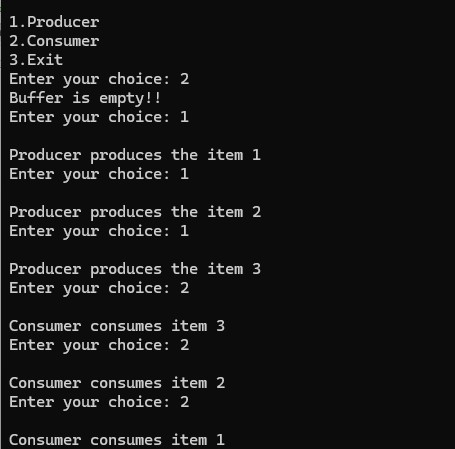 1.Producer
2.Consumer
3.Exit
Enter your choice: 2
Buffer is empty!!
Enter your choice: 1
Producer produces the item 1
Enter your choice: 1
Producer produces the item 2
Enter your choice: 1
Producer produces the item 3
Enter your choice: 2
Consumer consumes item 3
Enter your choice: 2
Consumer consumes item 2
Enter your choice: 2
Consumer consumes item 1